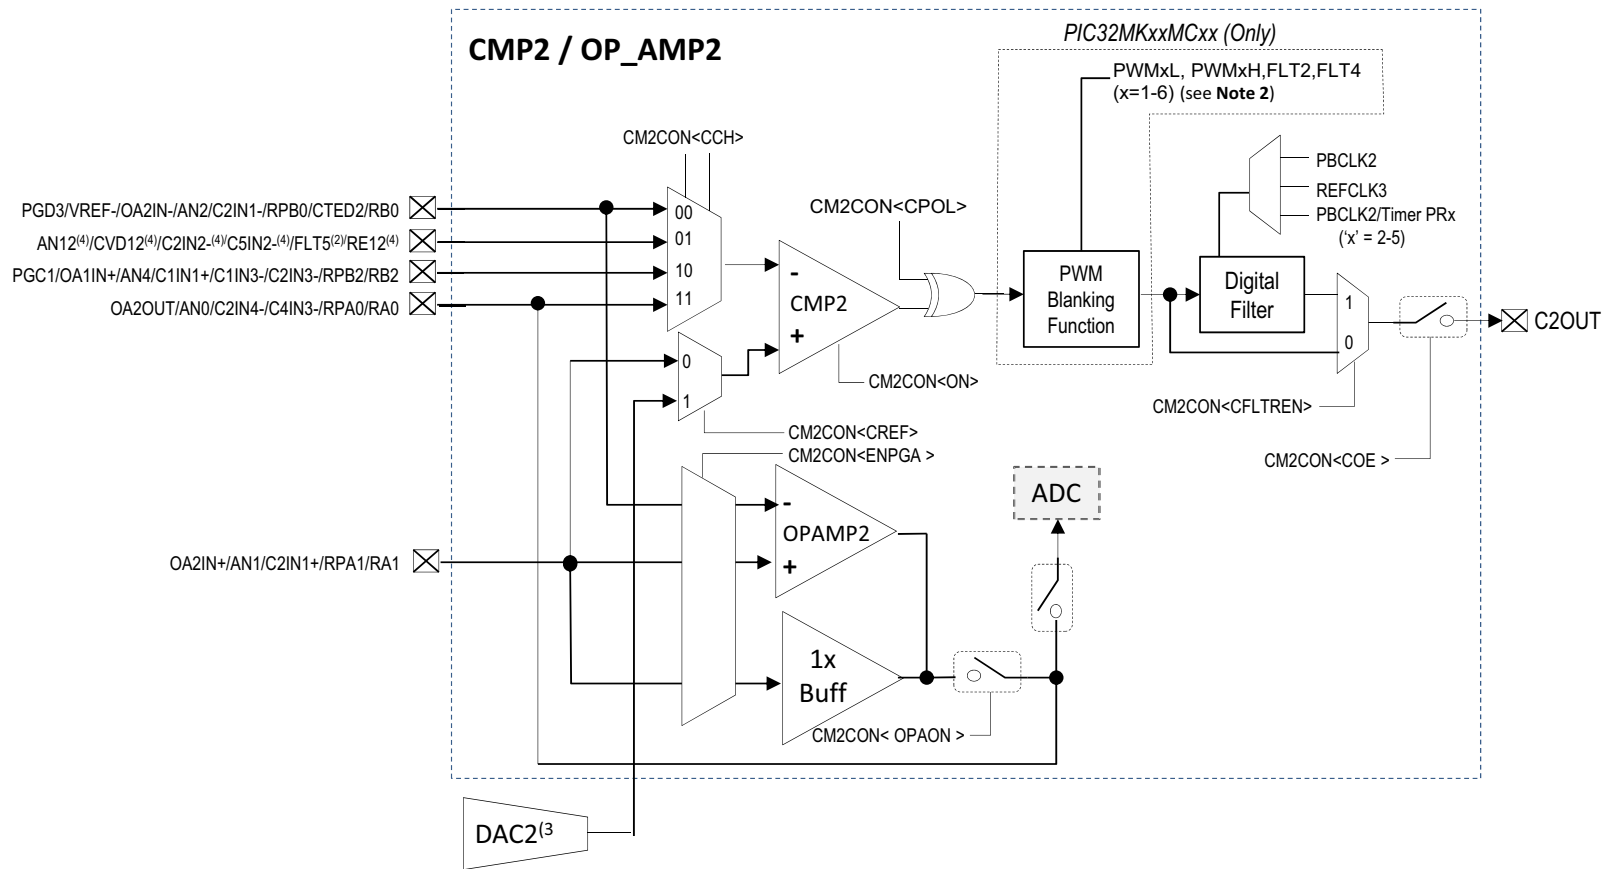 PIC32MKxxMCxx (Only)
CMP2 / OP_AMP2
PWMxL, PWMxH,FLT2,FLT4
(x=1-6) (see Note 2)
CM2CON<CCH>
PBCLK2
REFCLK3
PBCLK2/Timer PRx
('x' = 2-5)
PGD3/VREF-/OA2IN-/AN2/C2IN1-/RPB0/CTED2/RB0
AN12(4)/CVD12(4)/C2IN2-(4)/C5IN2-(4)/FLT5(2)/RE12(4)
PGC1/OA1IN+/AN4/C1IN1+/C1IN3-/C2IN3-/RPB2/RB2
OA2OUT/AN0/C2IN4-/C4IN3-/RPA0/RA0
00
01
10
11
CM2CON<CPOL>
-
CMP2
+
PWM
Blanking
Function
Digital
Filter
1
0
C2OUT
0
1
CM2CON<ON>
CM2CON<CFLTREN>
CM2CON<CREF>
CM2CON<ENPGA >
CM2CON<COE >
ADC
-
OPAMP2
+
OA2IN+/AN1/C2IN1+/RPA1/RA1
1x
Buff
CM2CON< OPAON >
DAC2(3